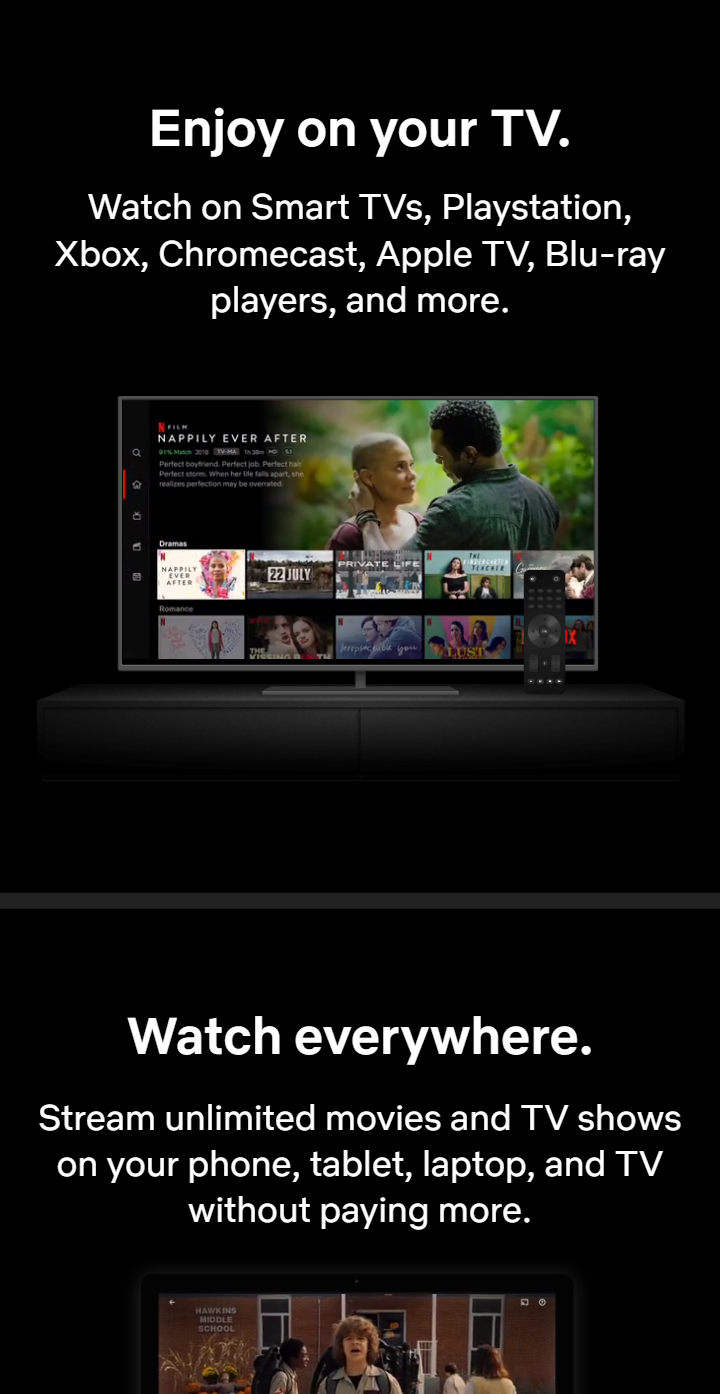 Enjoy on your TV.
Watch on Smart TVs, Playstation,
Xbox, Chromecast, Apple TV, Blu-ray
players, and more.
N FILM
NAPPILY EVER AFTER
91% Match 2018 TV-MA 1h 38m HD 5.1
Perfect boyfriend. Perfect job. Perfect hair.
Perfect storm. When her life falls apart, she
realizes perfection may be overrated.
Dramas
NAPPILY
EVER
AFTER
22 JULY
PRIVATE LIFE
THE
KINDERGARTEN
TEACHER
Romance
THE
KISSING BOOTH
Irreplaceable you
LUST
Watch everywhere.
Stream unlimited movies and TV shows
on your phone, tablet, laptop, and TV
without paying more.
HAWKINS
MIDDLE
SCHOOL